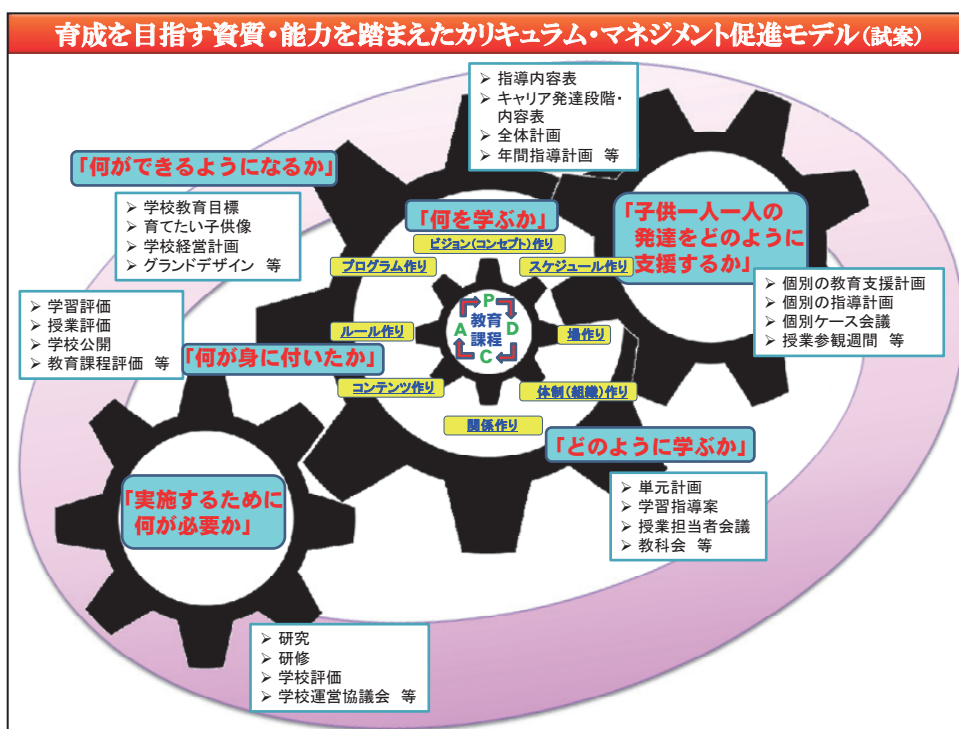 育成を目指す資質・能力を踏まえたカリキュラム・マネジメント促進モデル(試案)
➢ 指導内容表
➢ キャリア発達段階・
内容表
➢ 全体計画
➢ 年間指導計画 等
「何ができるようになるか」
➢ 学校教育目標
➢ 育てたい子供像
➢ 学校経営計画
➢ グランドデザイン 等
「何を学ぶか」
「子供一人一人の
発達をどのように
支援するか」
➢ 個別の教育支援計画
➢ 個別の指導計画
➢ 個別ケース会議
➢ 授業参観週間 等
ビジョン(コンセプト)作り
プログラム作り
スケジュール作り
ルール作り
場作り
コンテンツ作り
体制(組織)作り
関係作り
P
A 教育 D
課程
C
➢ 学習評価
➢ 授業評価
➢ 学校公開
➢ 教育課程評価 等
「何が身に付いたか」
「どのように学ぶか」
➢ 単元計画
➢ 学習指導案
➢ 授業担当者会議
➢ 教科会 等
「実施するために
何が必要か」
➢ 研究
➢ 研修
➢ 学校評価
➢ 学校運営協議会 等